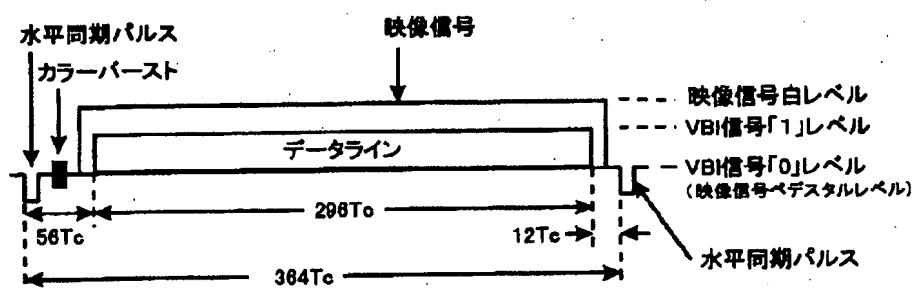 水平同期パルス
映像信号
カラーバースト
映像信号白レベル
VBI信号「1」レベル
データライン
VBI信号「0」レベル
(映像信号ペデスタルレベル)
56Tc
296Tc
12Tc
水平同期パルス
364Tc